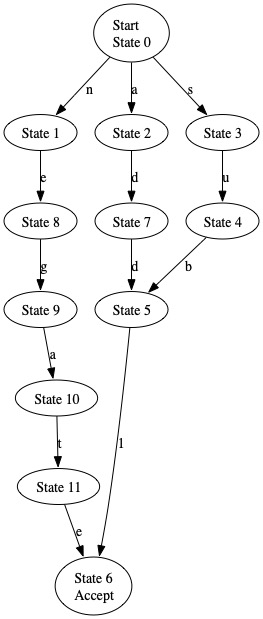 Start
State 0
n
a
s
State 1
State 2
State 3
e
d
u
State 8
State 7
State 4
g
d
b
State 9
State 5
a
State 10
t
l
State 11
e
State 6
Accept